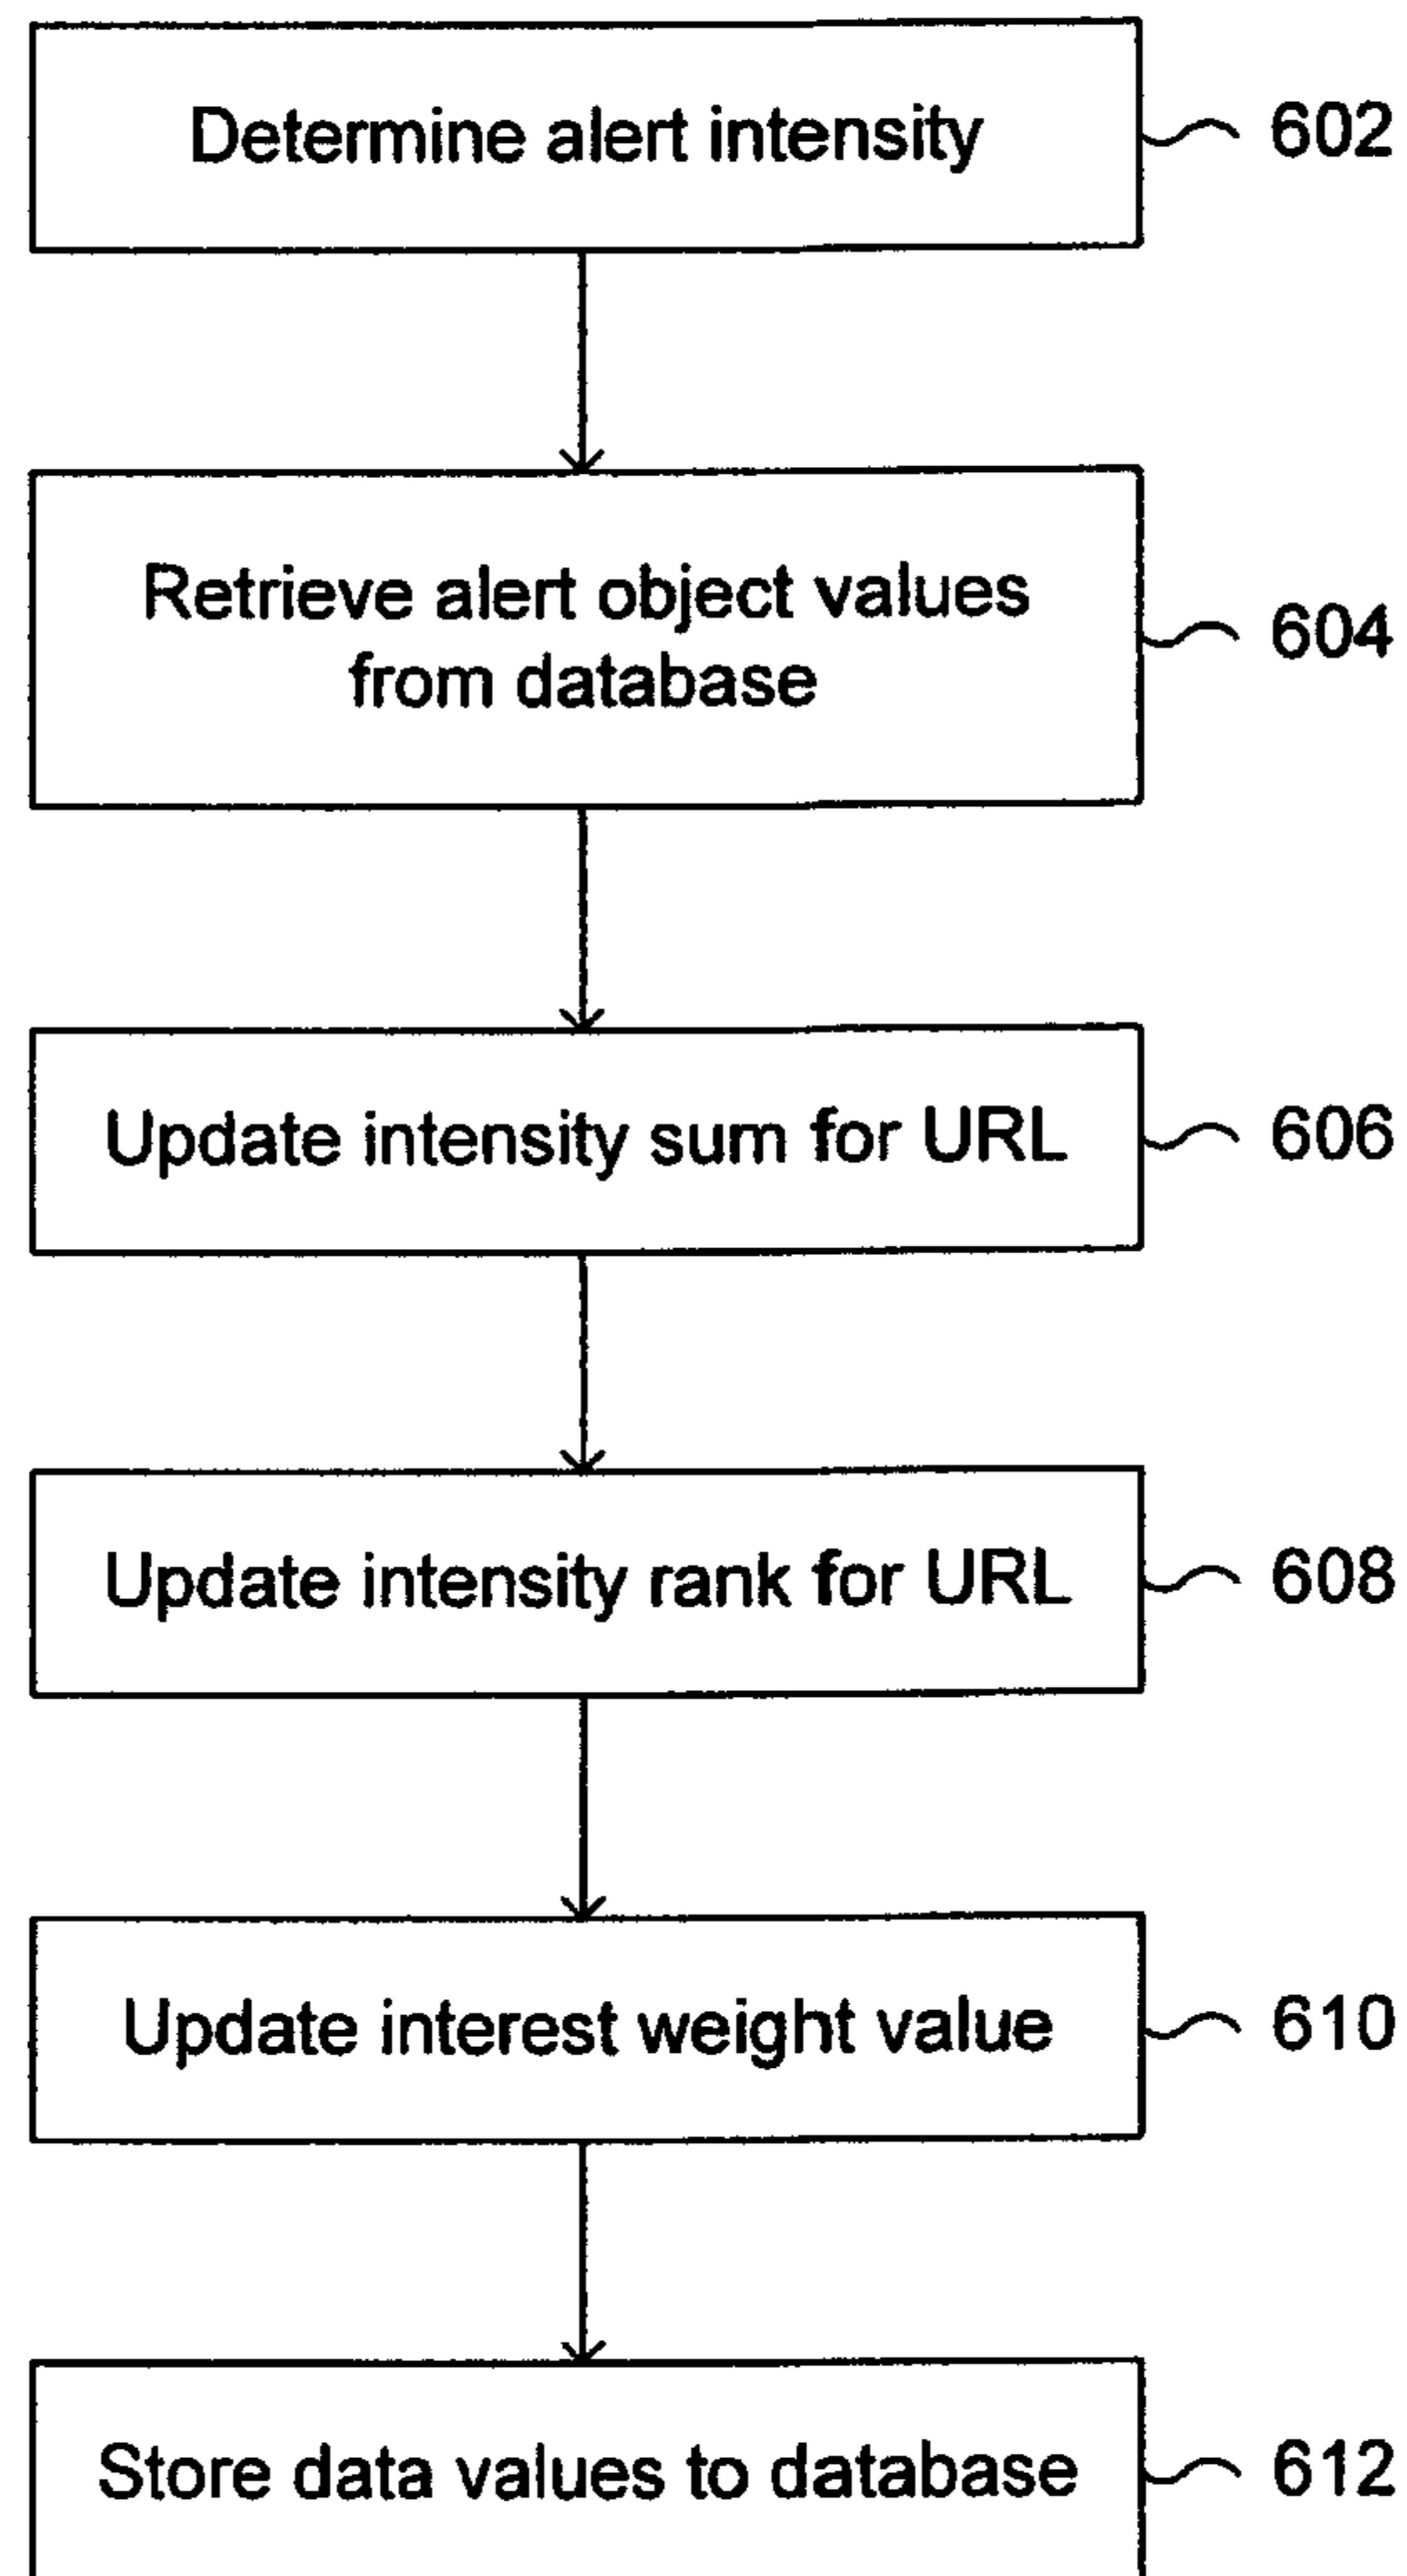 Determine alert intensity
602
Retrieve alert object values
from database
604
Update intensity sum for URL
606
Update intensity rank for URL
608
Update interest weight value
610
Store data values to database
612